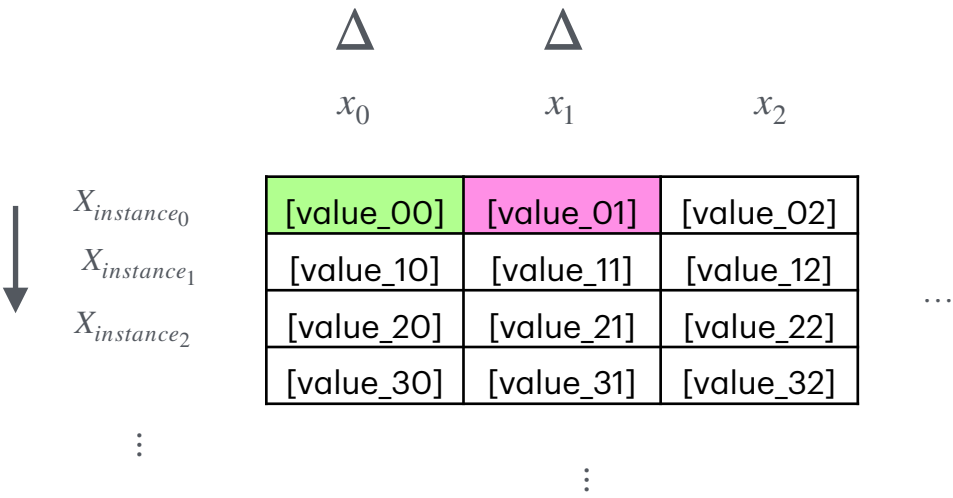 Δ Δ
x₀ x₁ x₂
X_instance₀ [value_00] [value_01] [value_02]
X_instance₁ [value_10] [value_11] [value_12]
...
X_instance₂ [value_20] [value_21] [value_22]
[value_30] [value_31] [value_32]
⋮
⋮